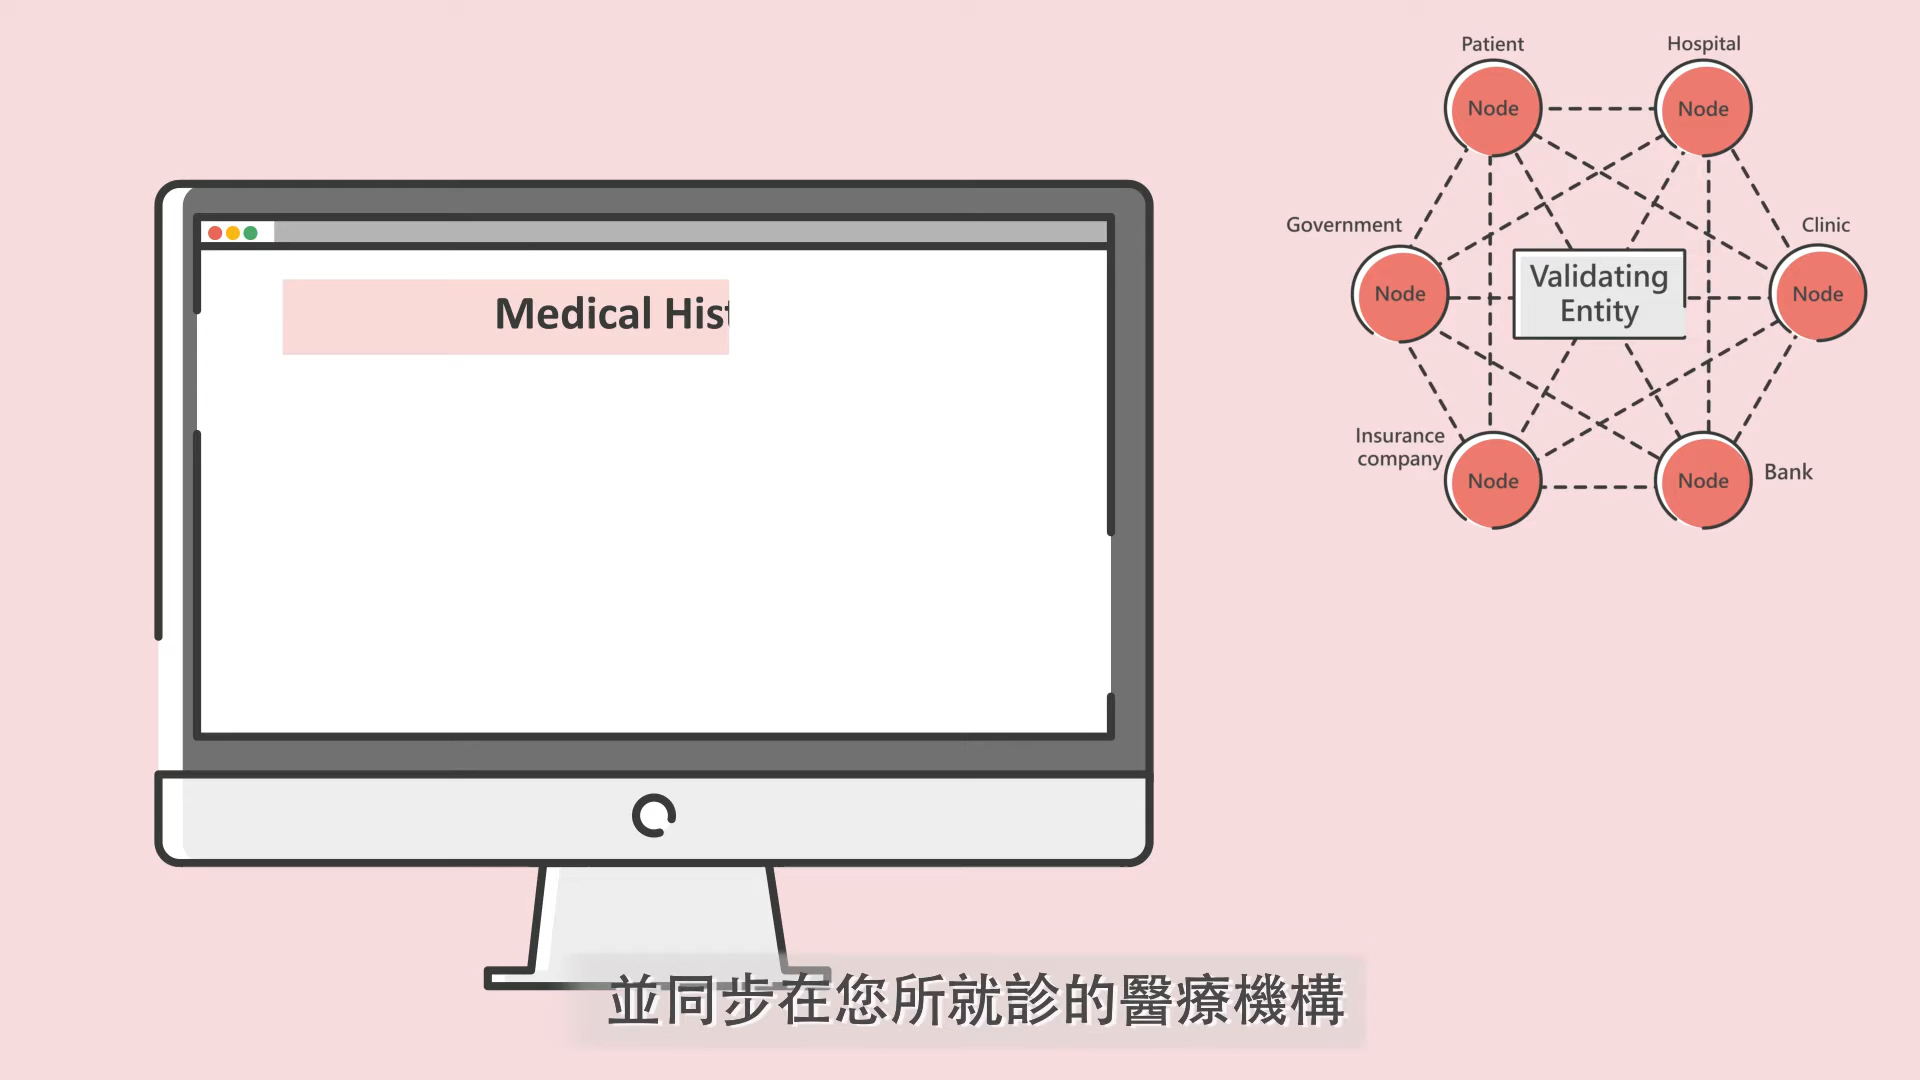 Patient
Hospital
Node
Node
Government
Clinic
Medical Hist
Node
Validating
Entity
Node
Insurance
company
Node
Node
Bank
並同步在您所就診的醫療機構